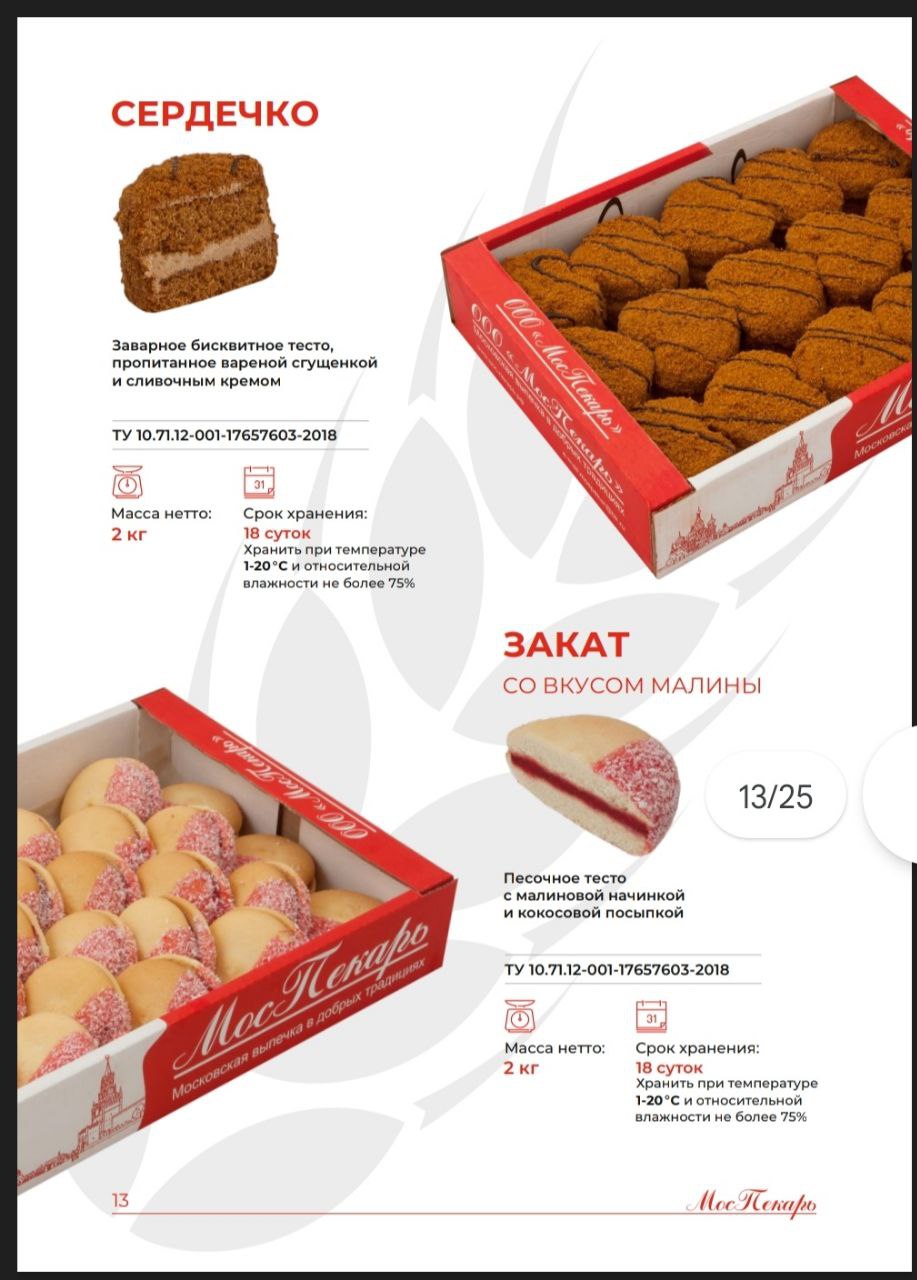 СЕРДЕЧКО
Заварное бисквитное тесто,
пропитанное вареной сгущенкой
и сливочным кремом
ТУ 10.71.12-001-17657603-2018
31
Масса нетто:
2 кг
Срок хранения:
18 суток
Хранить при температуре
1-20°С и относительной
влажности не более 75%
ООО «МосПекарь»
ООО «МосПекарь»
Московская выпечка в добрых традициях
ЗАКАТ
СО ВКУСОМ МАЛИНЫ
13/25
Песочное тесто
с малиновой начинкой
и кокосовой посыпкой
ТУ 10.71.12-001-17657603-2018
31
Масса нетто:
2 кг
Срок хранения:
18 суток
Хранить при температуре
1-20°С и относительной
влажности не более 75%
ООО «МосПекарь»
МосПекарь
Московская выпечка в добрых традициях
13
МосПекарь